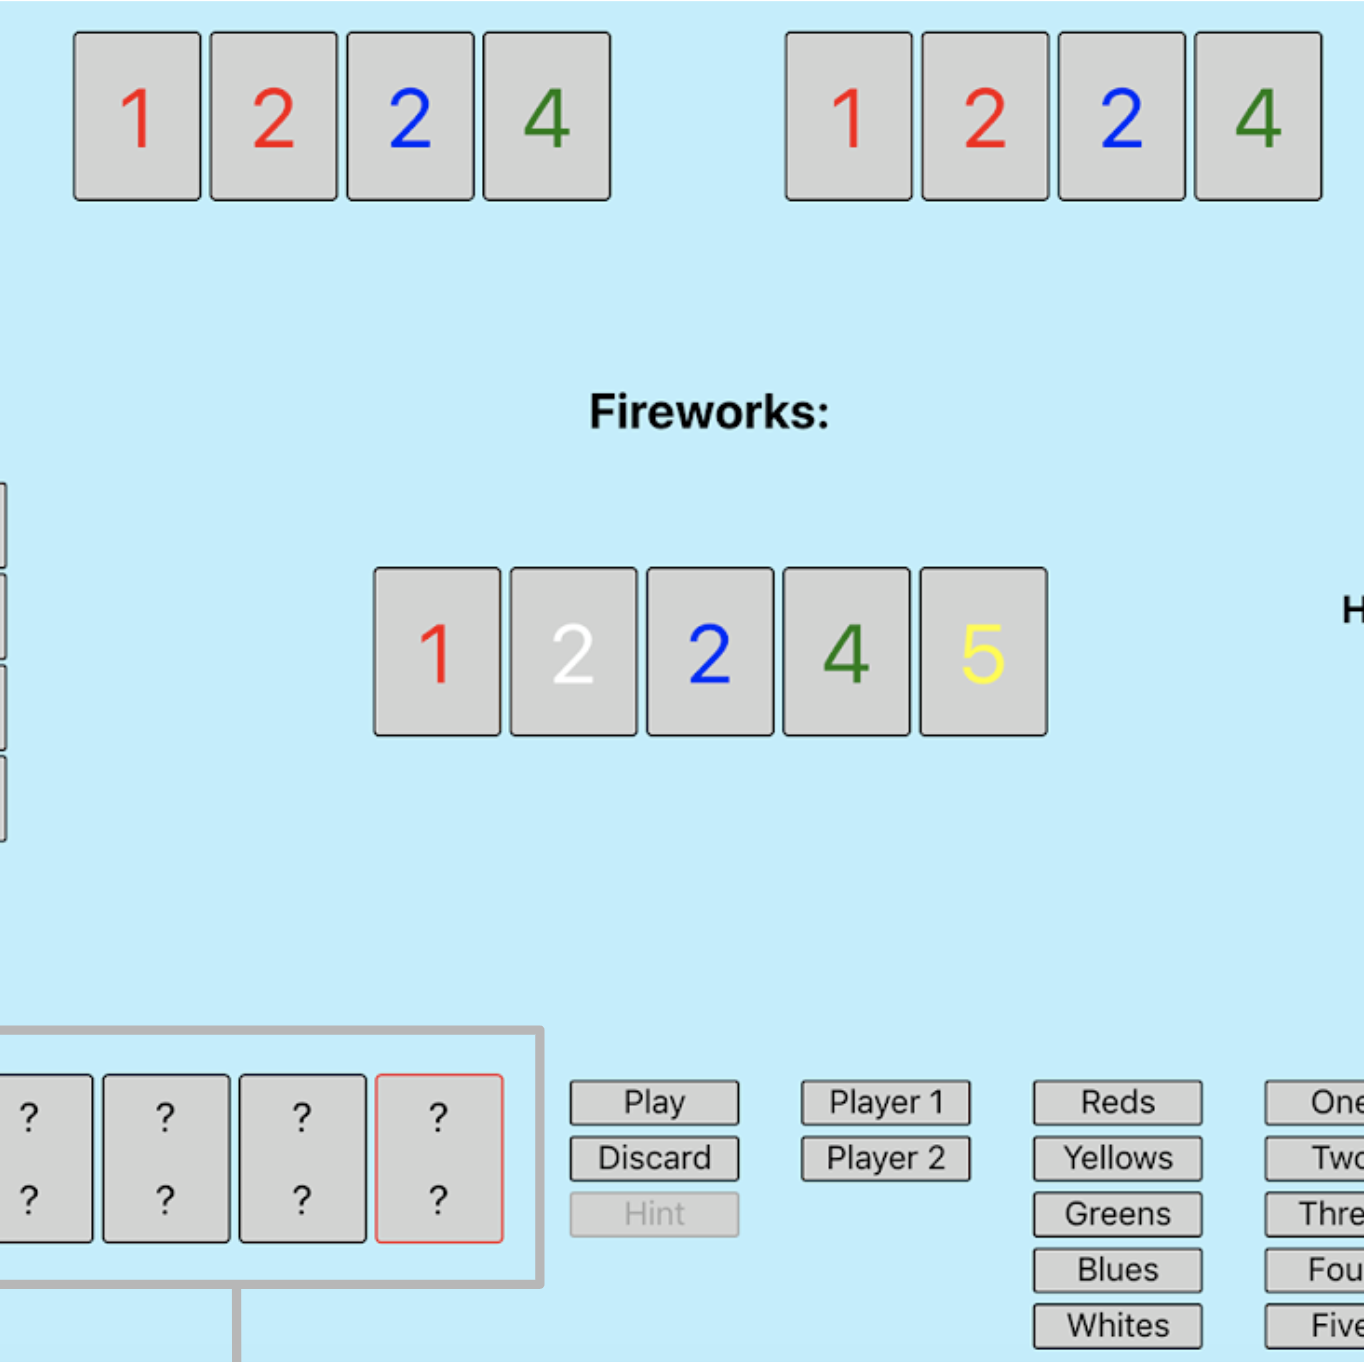 1 2 2 4 1 2 2 4
Fireworks:
H
1 2 2 4 5
? ? ? ?
? ? ? ?
Play
Discard
Hint
Player 1
Player 2
Reds
Yellows
Greens
Blues
Whites
One
Two
Thre
Fou
Five